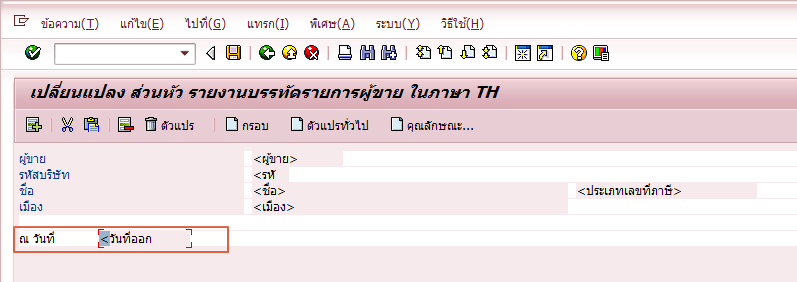 ข้อความ(T) แก้ไข(E) ไปที่(G) แทรก(I) พิเศษ(A) ระบบ(Y) วิธีใช้(H)
เปลี่ยนแปลง ส่วนหัว รายงานบรรทัดรายการผู้ขาย ในภาษา TH
ตัวแปร กรอบ ตัวแปรทั่วไป คุณลักษณะ...
ผู้ขาย <ผู้ขาย>
รหัสบริษัท <รหั
ชื่อ <ชื่อ> <ประเภทเลขที่ภาษี>
เมือง <เมือง>
ณ วันที่ <วันที่ออก